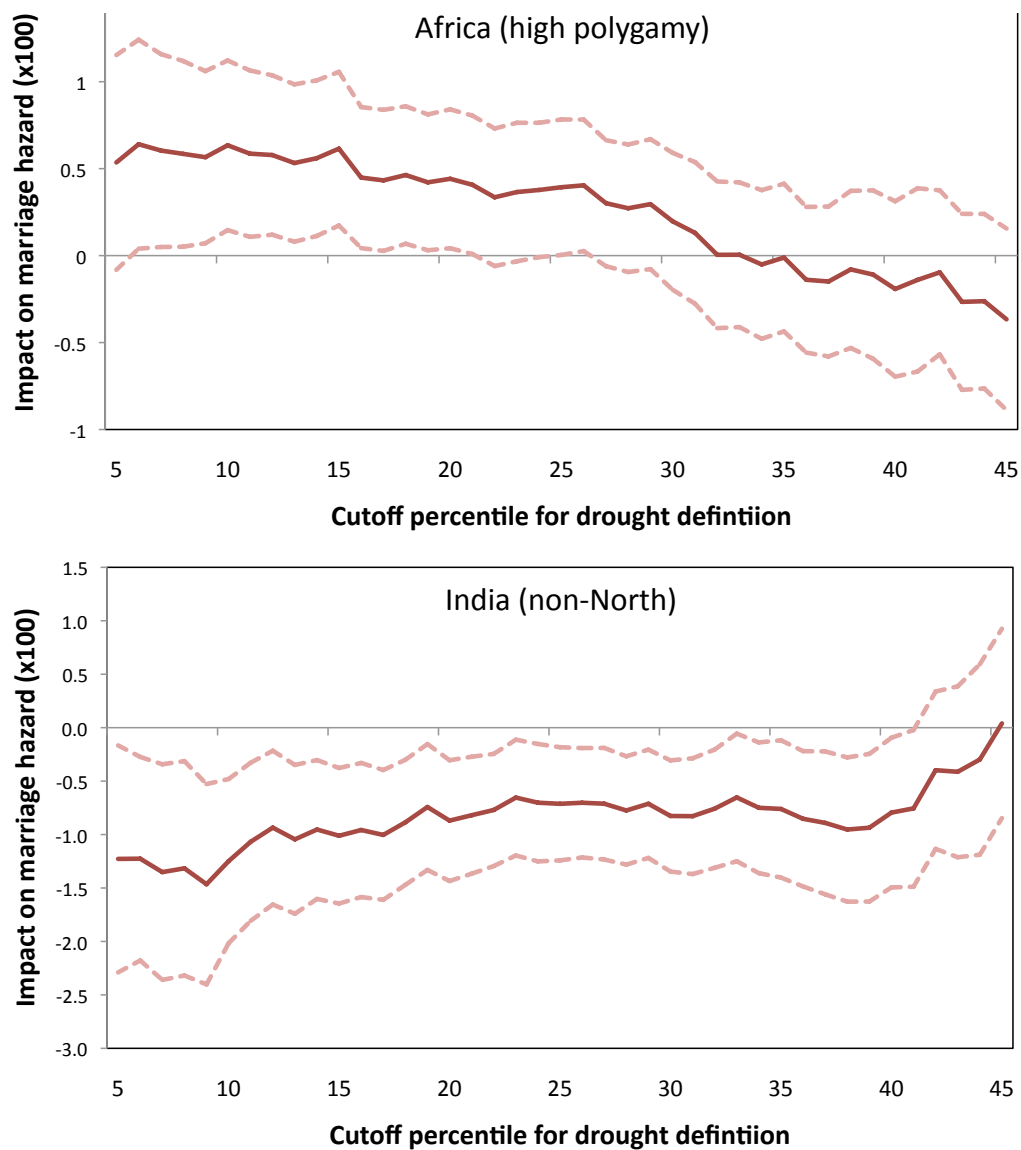 Africa (high polygamy)
Impact on marriage hazard (x100)
1
0.5
0
-0.5
-1
5 10 15 20 25 30 35 40 45
Cutoff percentile for drought defintiion
India (non-North)
Impact on marriage hazard (x100)
1.5
1.0
0.5
0.0
-0.5
-1.0
-1.5
-2.0
-2.5
-3.0
5 10 15 20 25 30 35 40 45
Cutoff percentile for drought defintiion